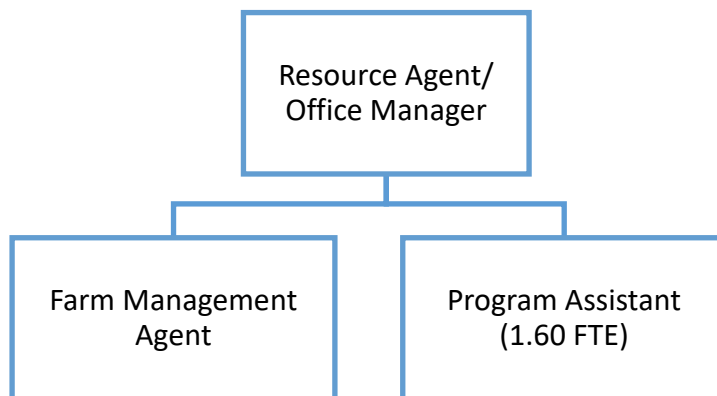 Resource Agent/
Office Manager
Farm Management
Agent
Program Assistant
(1.60 FTE)